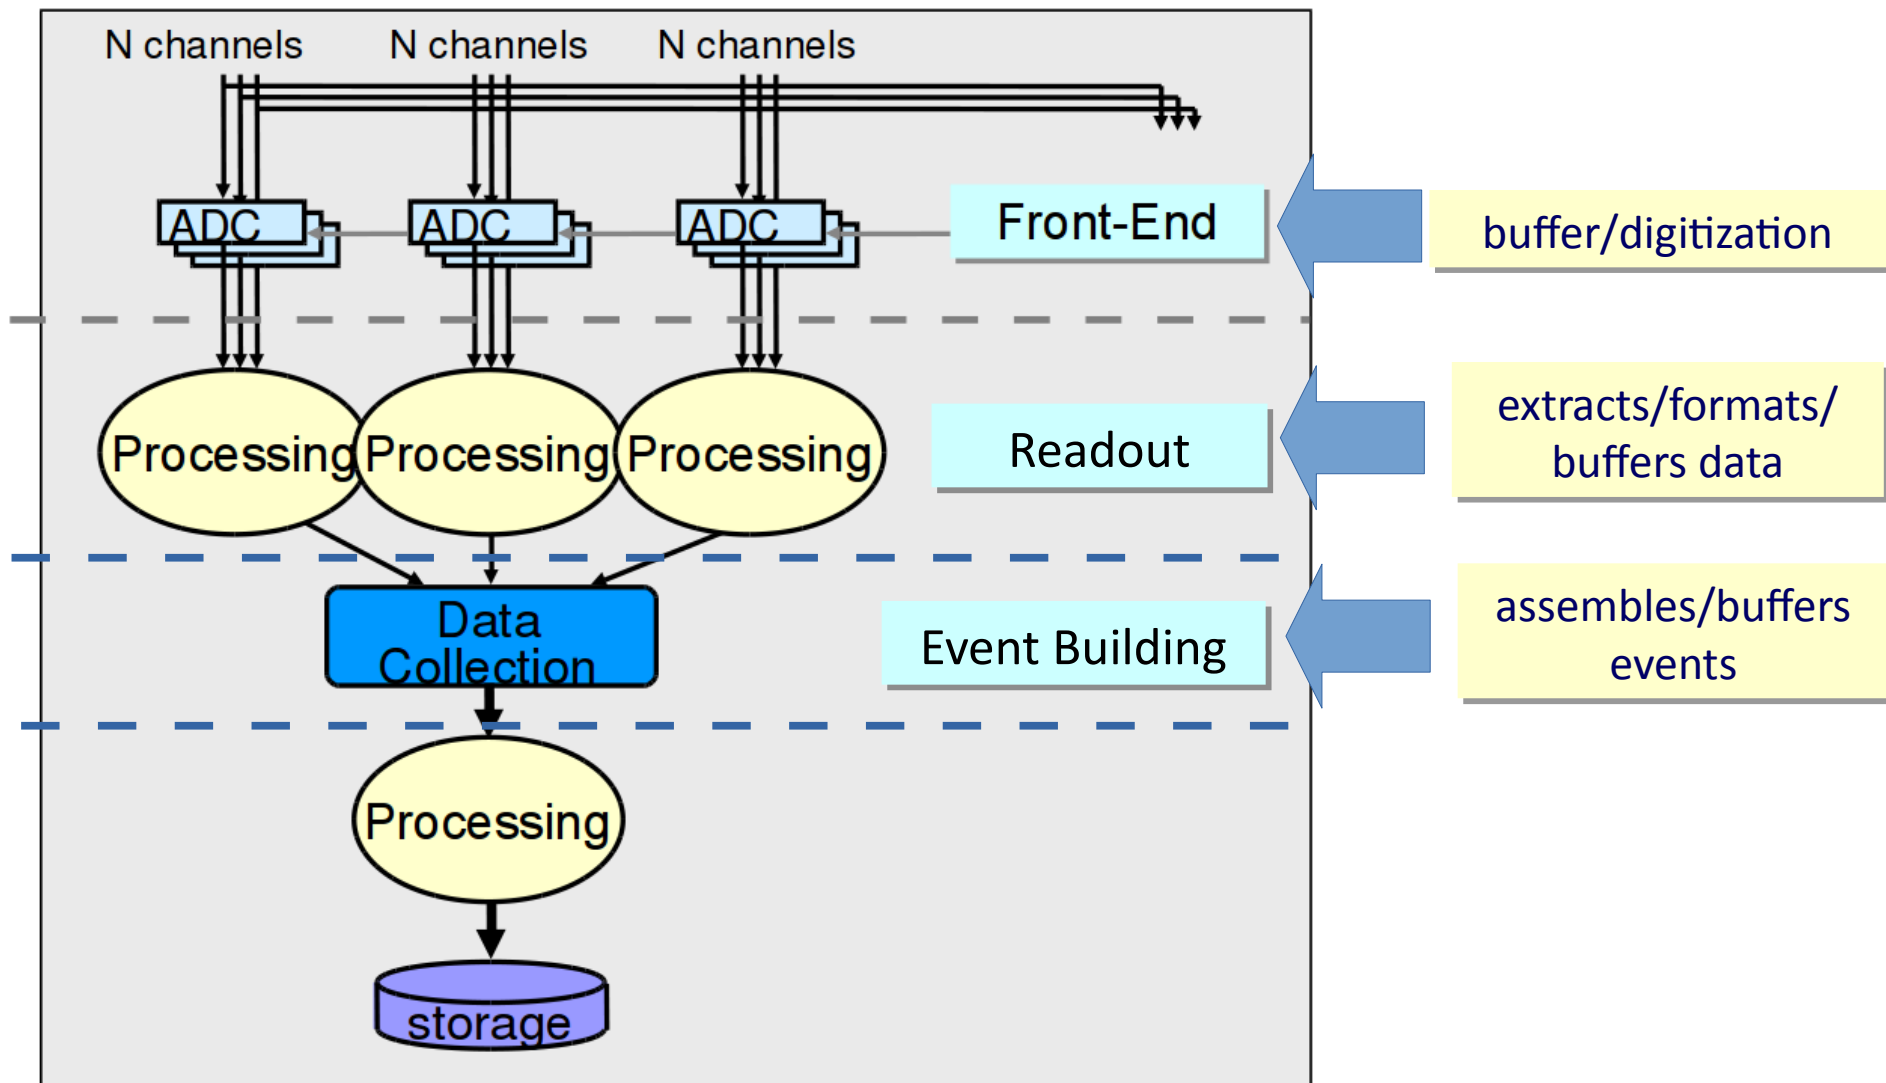 N channels N channels N channels
ADC ADC ADC Front-End
buffer/digitization
Processing Processing Processing
Readout
extracts/formats/
buffers data
Data
Collection
Event Building
assembles/buffers
events
Processing
storage